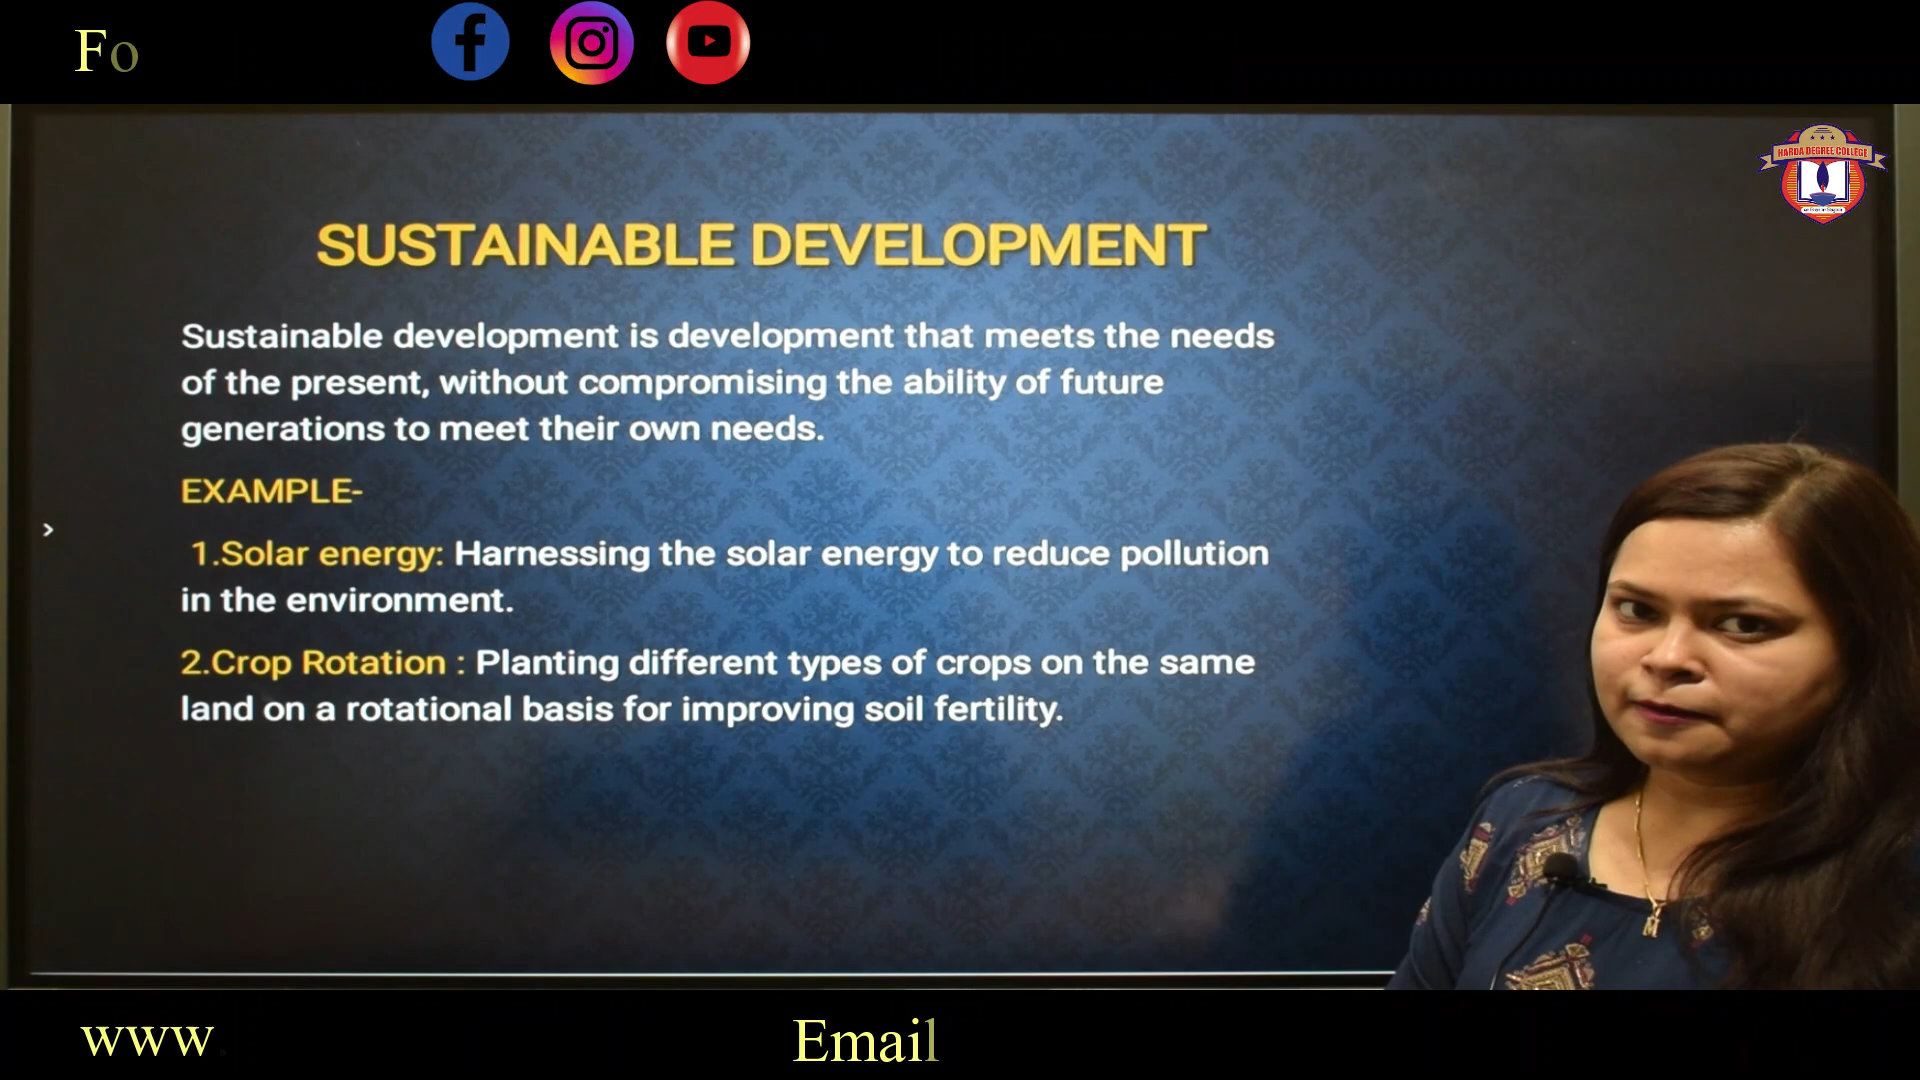 Fo
HARDA DEGREE COLLEGE
SUSTAINABLE DEVELOPMENT
Sustainable development is development that meets the needs
of the present, without compromising the ability of future
generations to meet their own needs.
EXAMPLE-
1.Solar energy: Harnessing the solar energy to reduce pollution
in the environment.
2.Crop Rotation : Planting different types of crops on the same
land on a rotational basis for improving soil fertility.
M
www.
Email